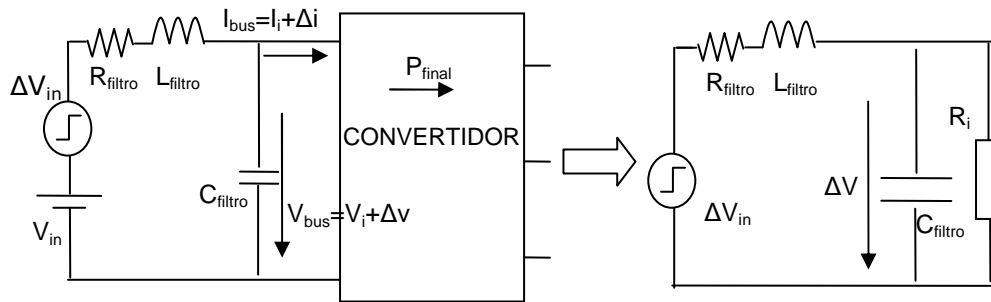 I_bus=I_i+Δi
R_filtro L_filtro
ΔV_in
V_in
C_filtro
V_bus=V_i+Δv
P_final
CONVERTIDOR
R_filtro L_filtro
R_i
ΔV
ΔV_in
C_filtro